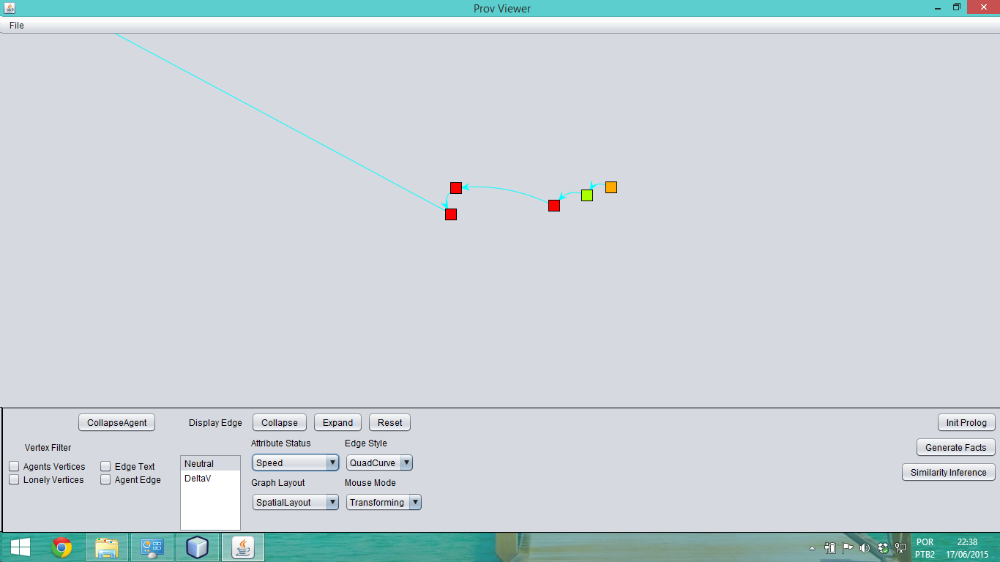 Prov Viewer
File
CollapseAgent
Display Edge
Collapse
Expand
Reset
Init Prolog
Vertex Filter
Attribute Status
Edge Style
Generate Facts
Agents Vertices
Edge Text
Neutral
Speed
QuadCurve
Similarity Inference
Lonely Vertices
Agent Edge
DeltaV
Graph Layout
Mouse Mode
SpatialLayout
Transforming
POR
22:38
PTB2
17/06/2015